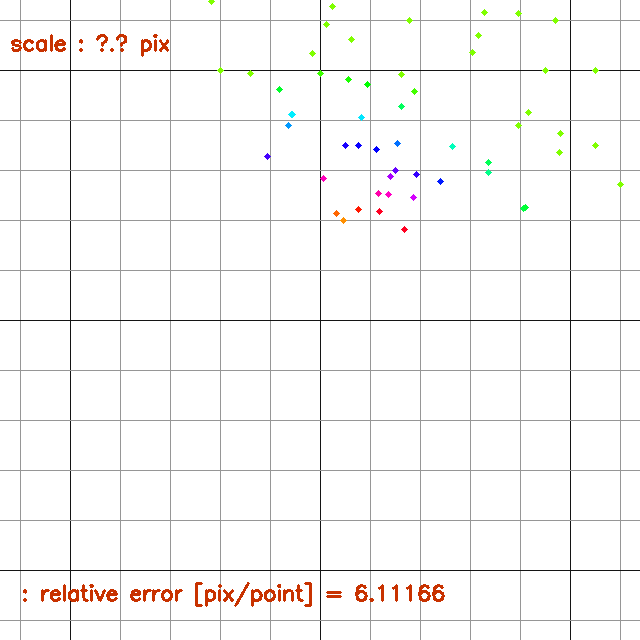 scale : ?.? pix
: relative error [pix/point] = 6.11166